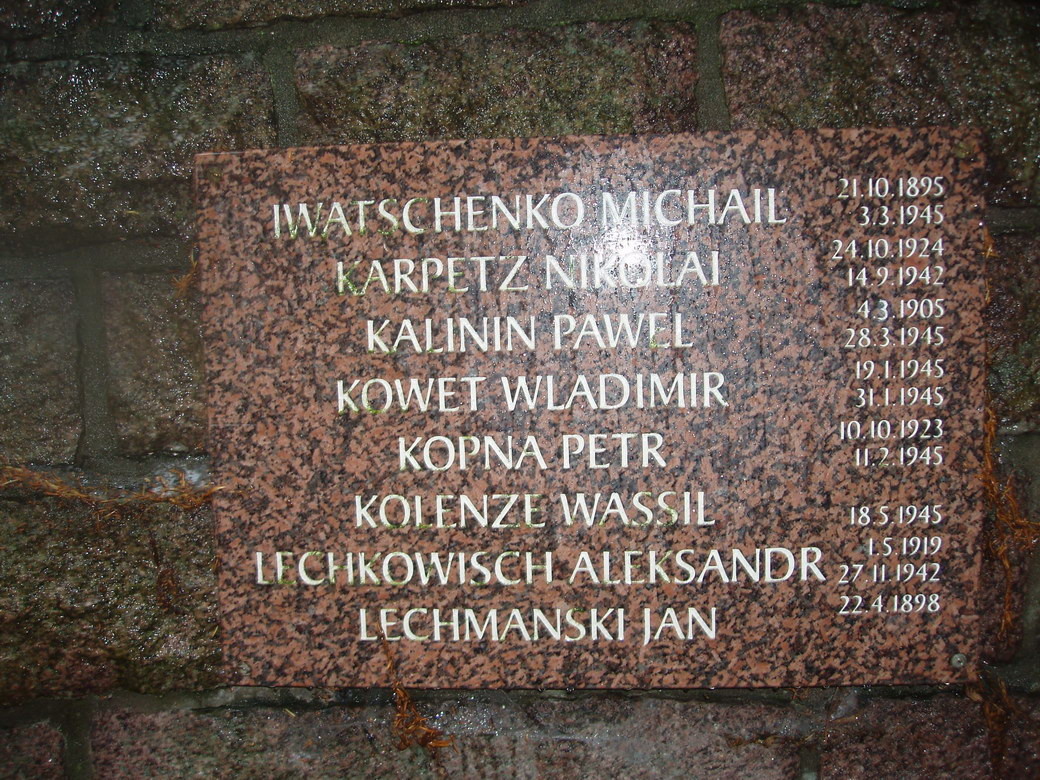 21.10.1895
IWATSCHENKO MICHAIL
3.3.1945
24.10.1924
KARPETZ NIKOLAI
14.9.1942
4.3.1905
KALININ PAWEL
28.3.1945
19.1.1945
KOWET WLADIMIR
31.1.1945
10.10.1923
KOPNA PETR
11.2.1945
KOLENZE WASSIL
18.5.1945
1.5.1919
LECHKOWISCH ALEKSANDR
27.11.1942
22.4.1898
LECHMANSKI JAN